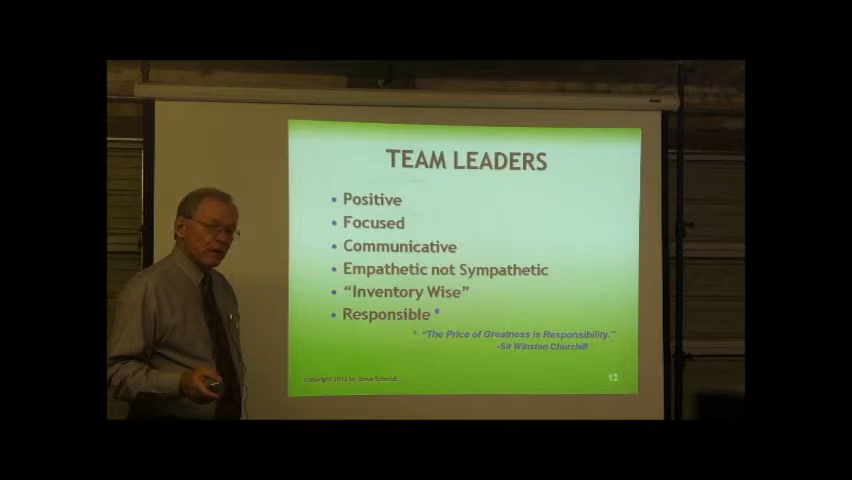 TEAM LEADERS
• Positive
• Focused
• Communicative
• Empathetic not Sympathetic
• “Inventory Wise”
• Responsible *
* “The Price of Greatness is Responsibility.”
-Sir Winston Churchill
Copyright 2013 by Steve Schmidt
12